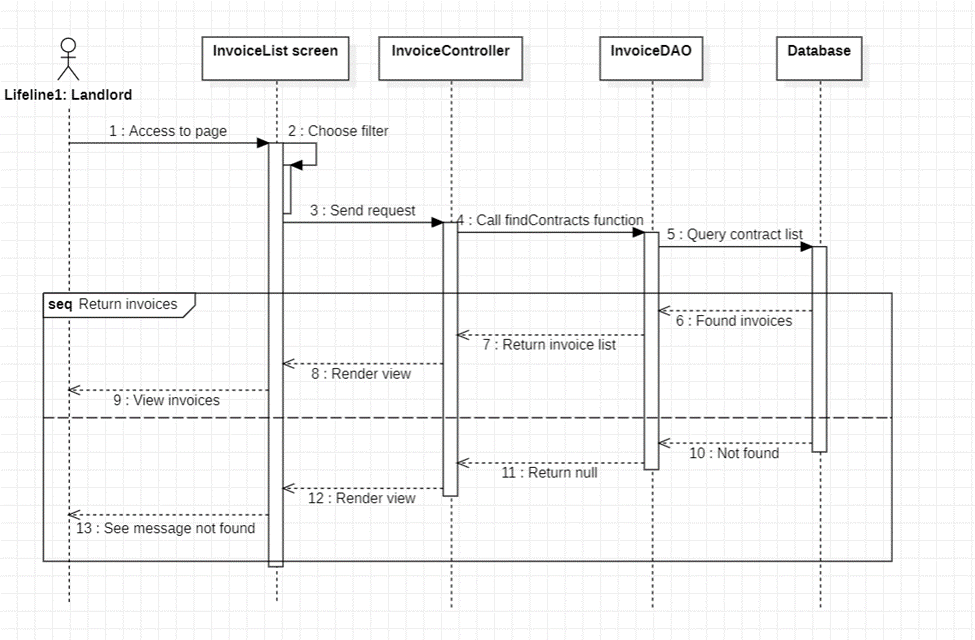 InvoiceList screen
InvoiceController
InvoiceDAO
Database
Lifeline1: Landlord
1 : Access to page
2 : Choose filter
3 : Send request
4 : Call findContracts function
5 : Query contract list
seq Return invoices
6 : Found invoices
7 : Return invoice list
8 : Render view
9 : View invoices
10 : Not found
11 : Return null
12 : Render view
13 : See message not found